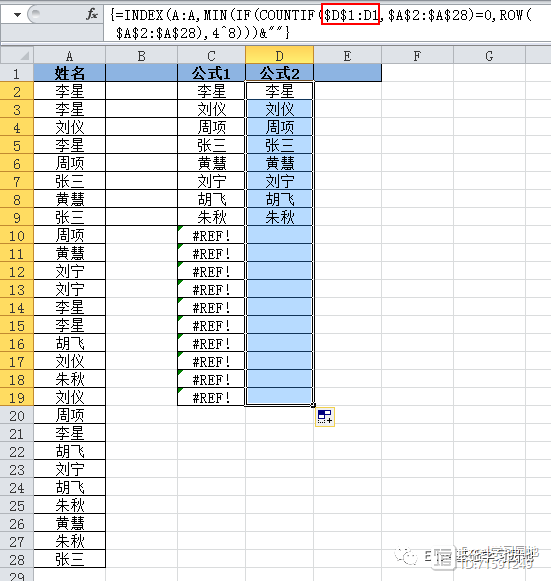 fx {=INDEX(A:A,MIN(IF(COUNTIF($D$1:D1,$A$2:$A$28)=0,ROW(
$A$2:$A$28),4^8)))&""}
A B C D E F G
1 姓名 公式1 公式2
2 李星 李星 李星
3 李星 刘仪 刘仪
4 刘仪 周项 周项
5 李星 张三 张三
6 周项 黄慧 黄慧
7 张三 刘宁 刘宁
8 黄慧 胡飞 胡飞
9 张三 朱秋 朱秋
10 周项 #REF!
11 黄慧 #REF!
12 刘宁 #REF!
13 刘宁 #REF!
14 李星 #REF!
15 李星 #REF!
16 胡飞 #REF!
17 刘仪 #REF!
18 朱秋 #REF!
19 刘仪 #REF!
20 周项
21 李星
22 胡飞
23 刘宁
24 胡飞
25 朱秋
26 黄慧
27 朱秋
28 张三
29